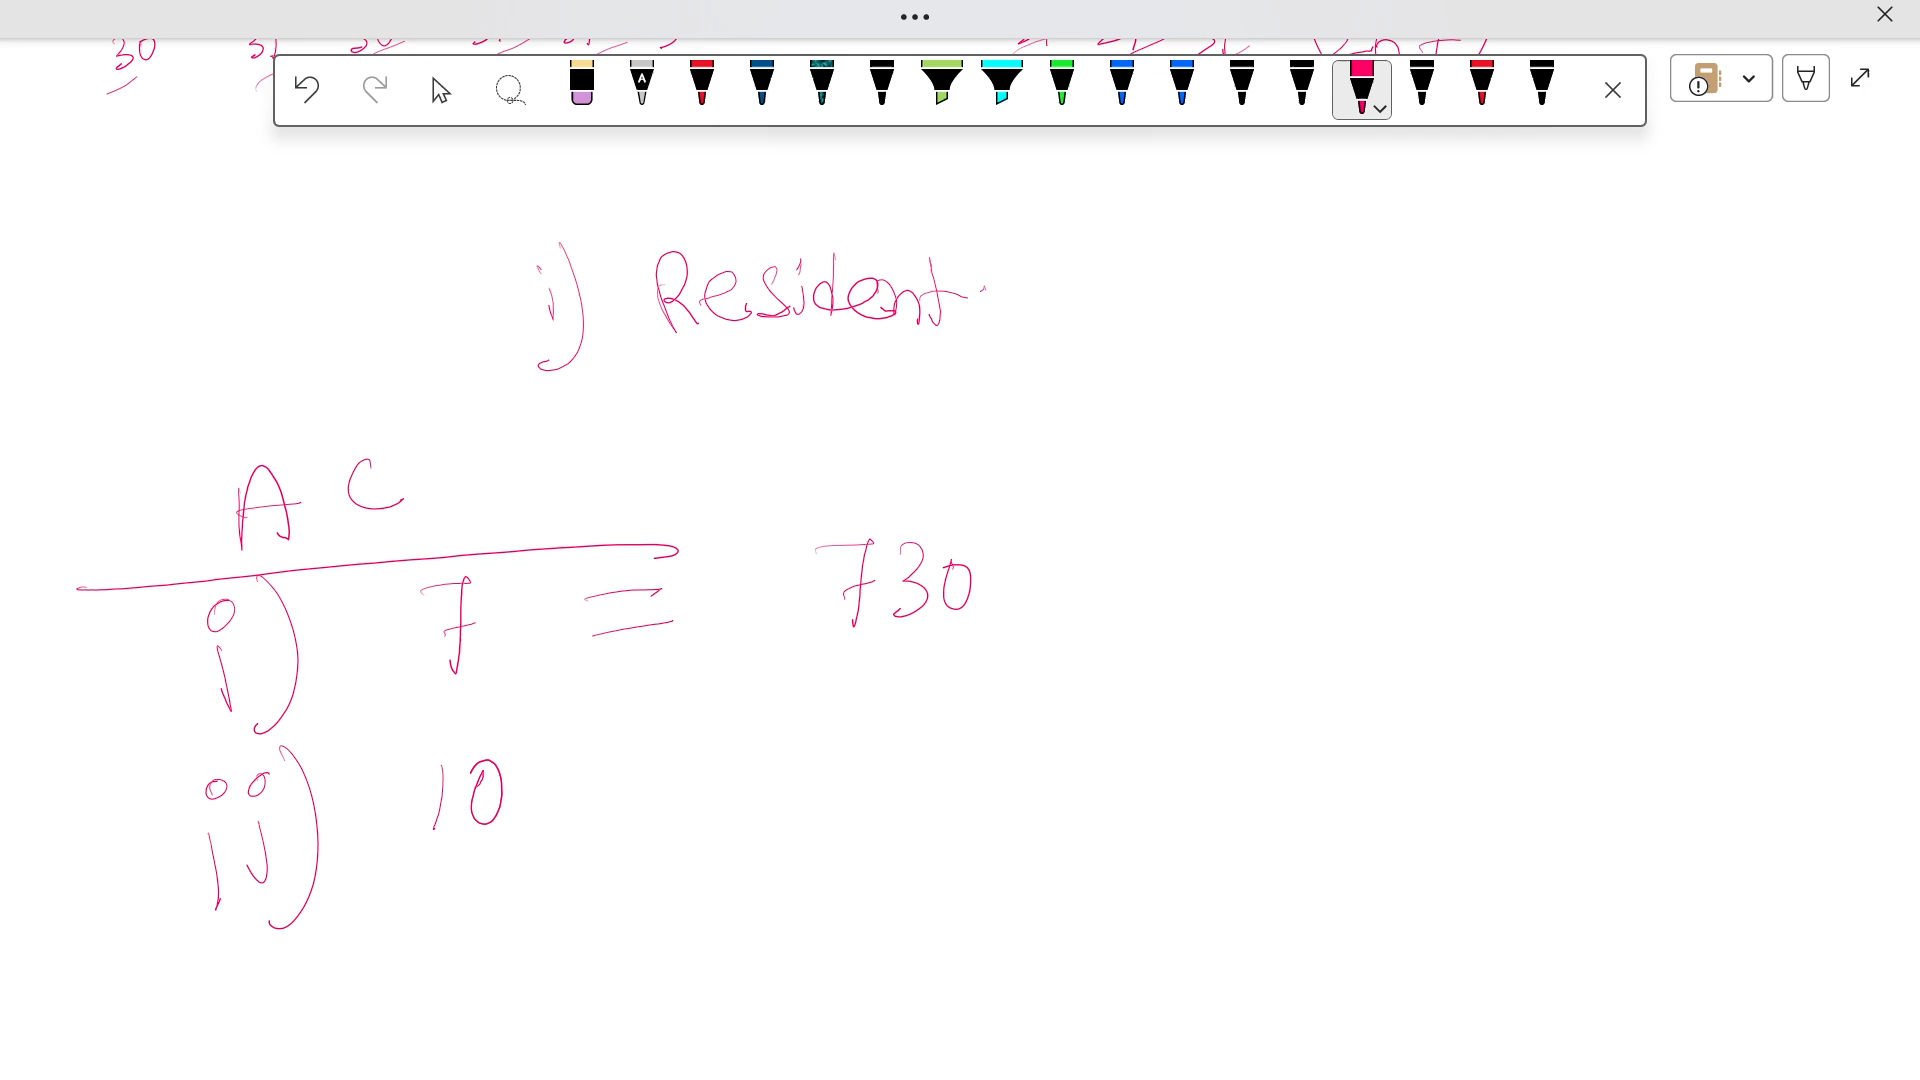 i) Resident.
A C
i) 7 = 730
ii) 10